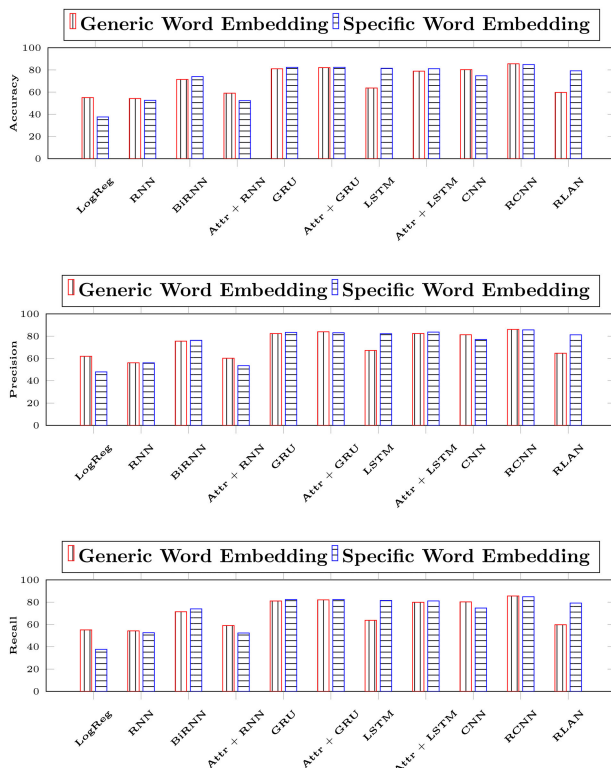 Generic Word Embedding Specific Word Embedding
100
80
60
40
20
0
Accuracy
LogReg RNN BiRNN Attr + RNN GRU Attr + GRU LSTM Attr + LSTM CNN RCNN RLAN
Generic Word Embedding Specific Word Embedding
100
80
60
40
20
0
Precision
LogReg RNN BiRNN Attr + RNN GRU Attr + GRU LSTM Attr + LSTM CNN RCNN RLAN
Generic Word Embedding Specific Word Embedding
100
80
60
40
20
0
Recall
LogReg RNN BiRNN Attr + RNN GRU Attr + GRU LSTM Attr + LSTM CNN RCNN RLAN